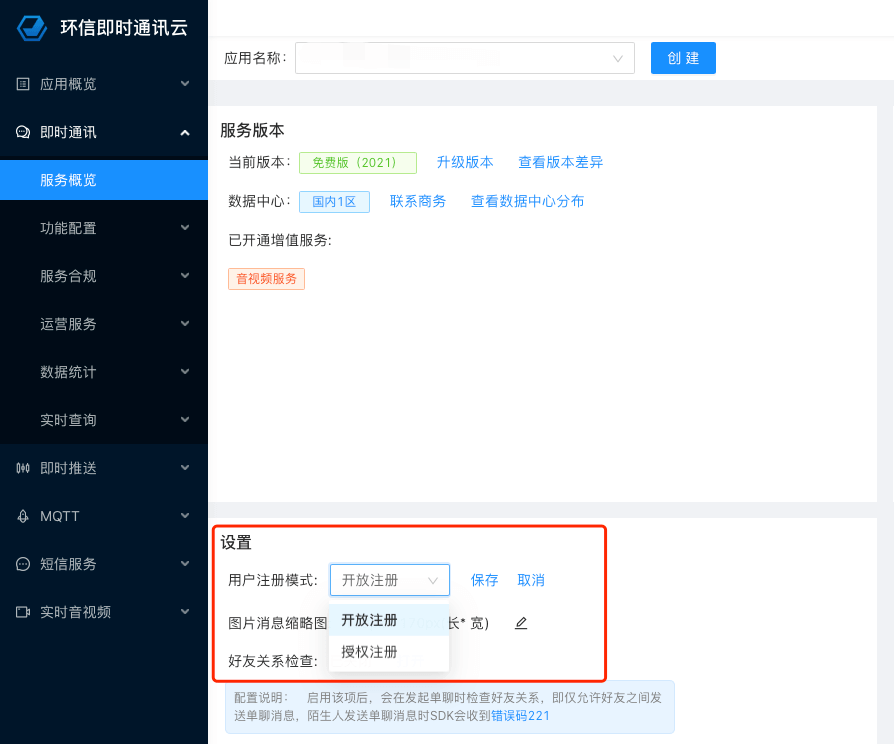 环信即时通讯云
应用概览
即时通讯
服务概览
功能配置
服务合规
运营服务
数据统计
实时查询
即时推送
MQTT
短信服务
实时音视频
应用名称：
创 建
服务版本
当前版本： 免费版（2021） 升级版本 查看版本差异
数据中心： 国内1区 联系商务 查看数据中心分布
已开通增值服务:
音视频服务
设置
用户注册模式: 开放注册 保存 取消
开放注册
授权注册
图片消息缩略图 长* 宽)
好友关系检查:
配置说明： 启用该项后，会在发起单聊时检查好友关系，即仅允许好友之间发
送单聊消息，陌生人发送单聊消息时SDK会收到错误码221